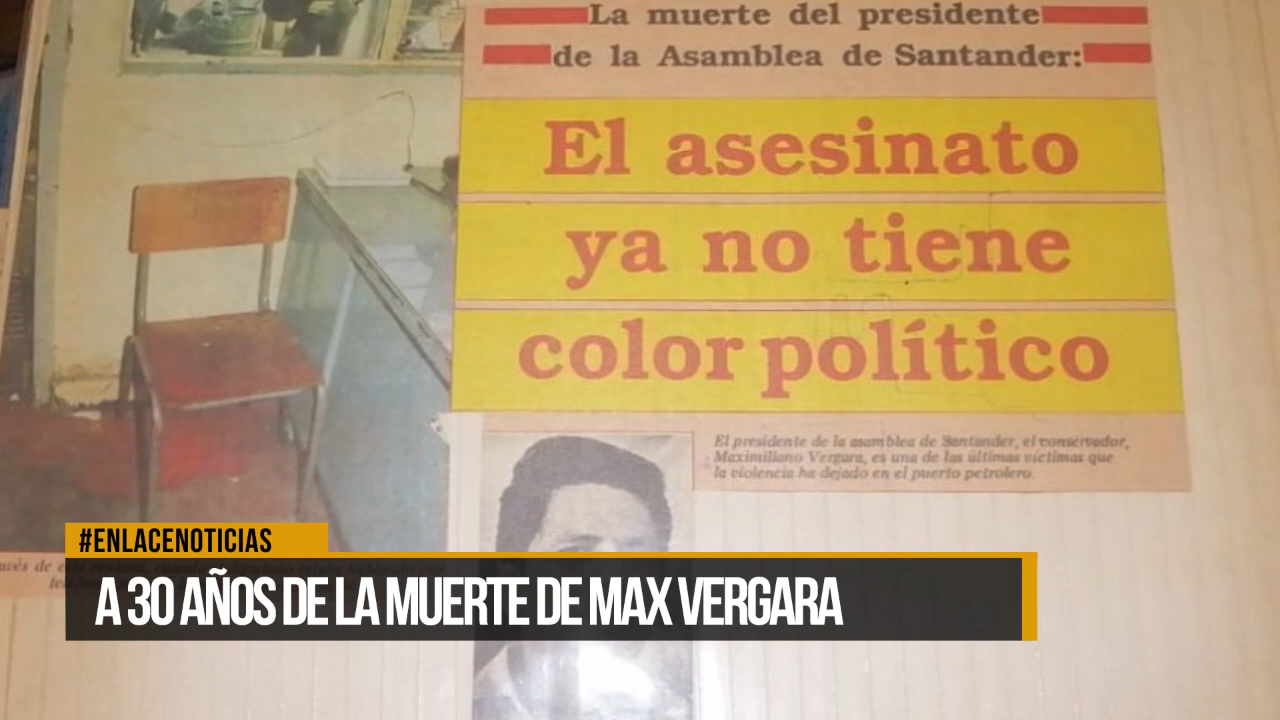 La muerte del presidente
de la Asamblea de Santander:
El asesinato
ya no tiene
color político
El presidente de la asamblea de Santander, el conservador,
Maximiliano Vergara, es una de las últimas víctimas que
la violencia ha dejado en el puerto petrolero.
#ENLACENOTICIAS
A 30 AÑOS DE LA MUERTE DE MAX VERGARA